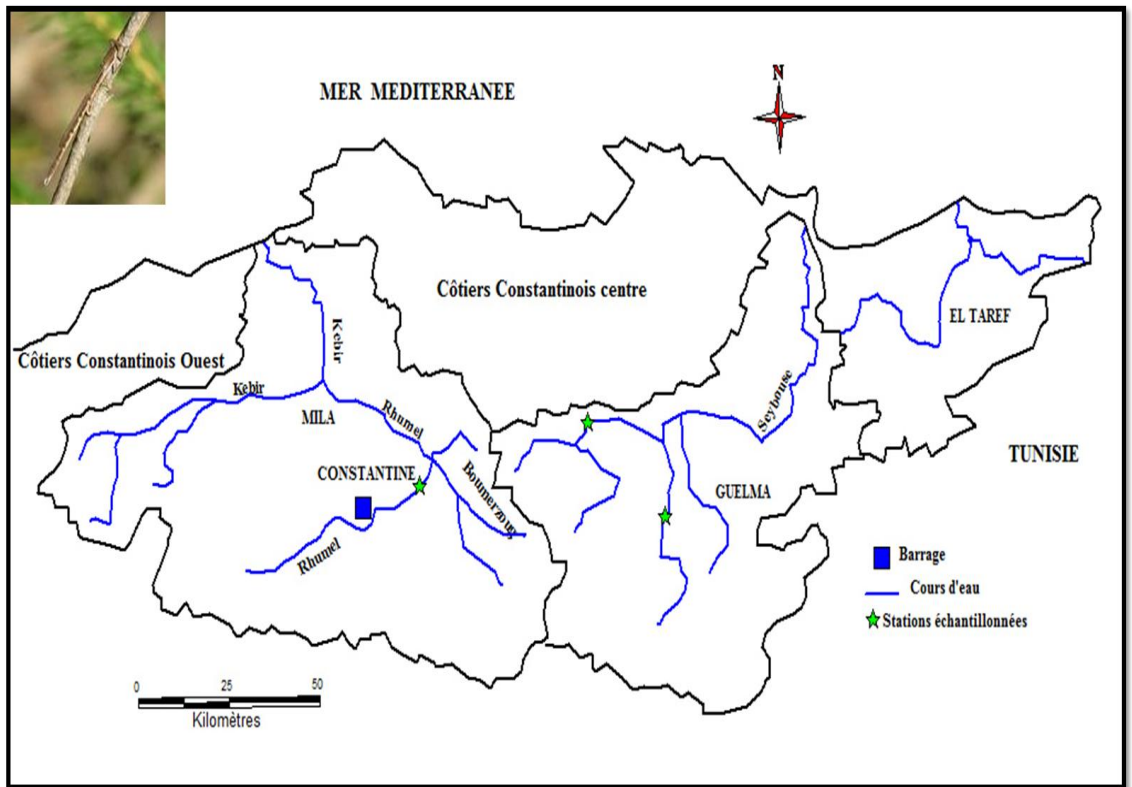 N
MER MEDITERRANEE
Côtiers Constantinois centre
EL TAREF
Côtiers Constantinois Ouest
Kebir
Kebir
MILA
Rhumel
Seybouse
TUNISIE
CONSTANTINE
Boumerzoug
GUELMA
Rhumel
Barrage
Cours d'eau
Stations échantillonnées
0 25 50
Kilomètres